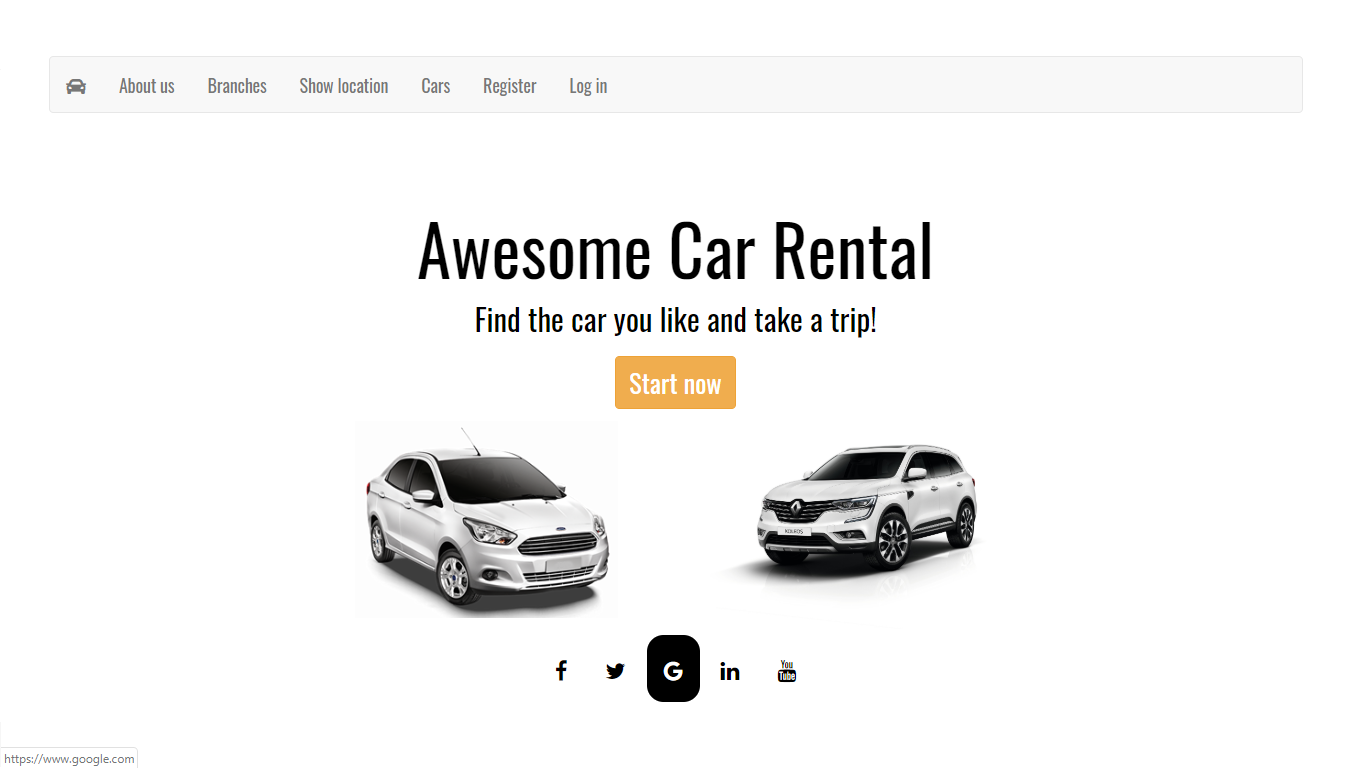 About us Branches Show location Cars Register Log in
Awesome Car Rental
Find the car you like and take a trip!
Start now
KOLEOS
f G in You
Tube
https://www.google.com